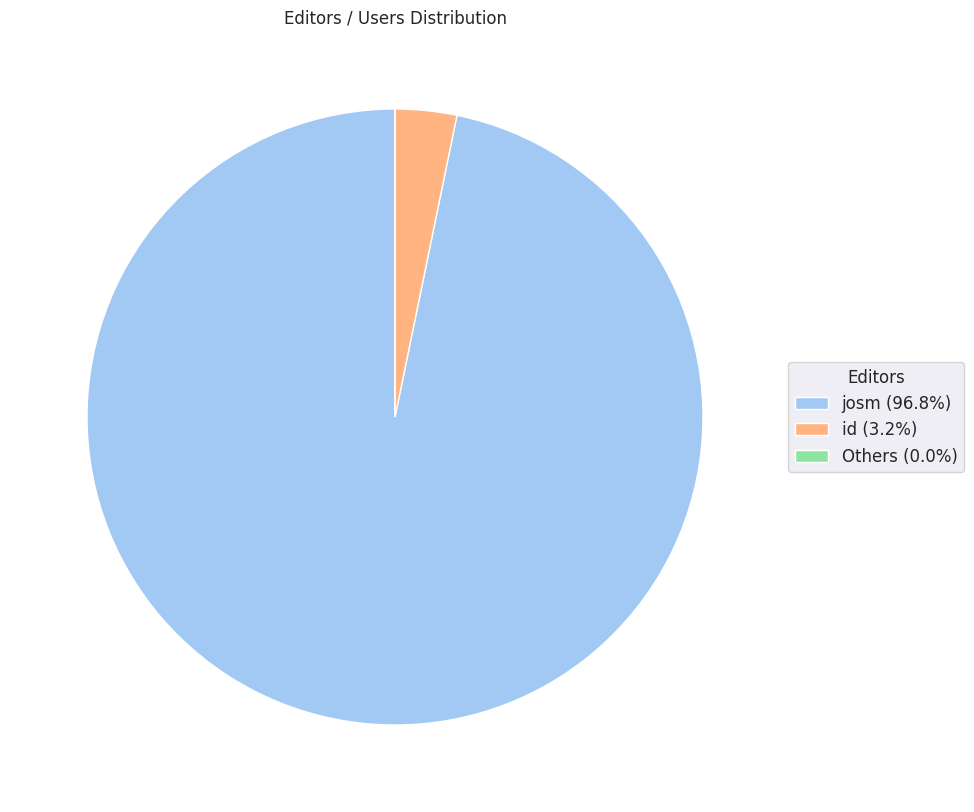 Editors / Users Distribution
Editors
josm (96.8%)
id (3.2%)
Others (0.0%)